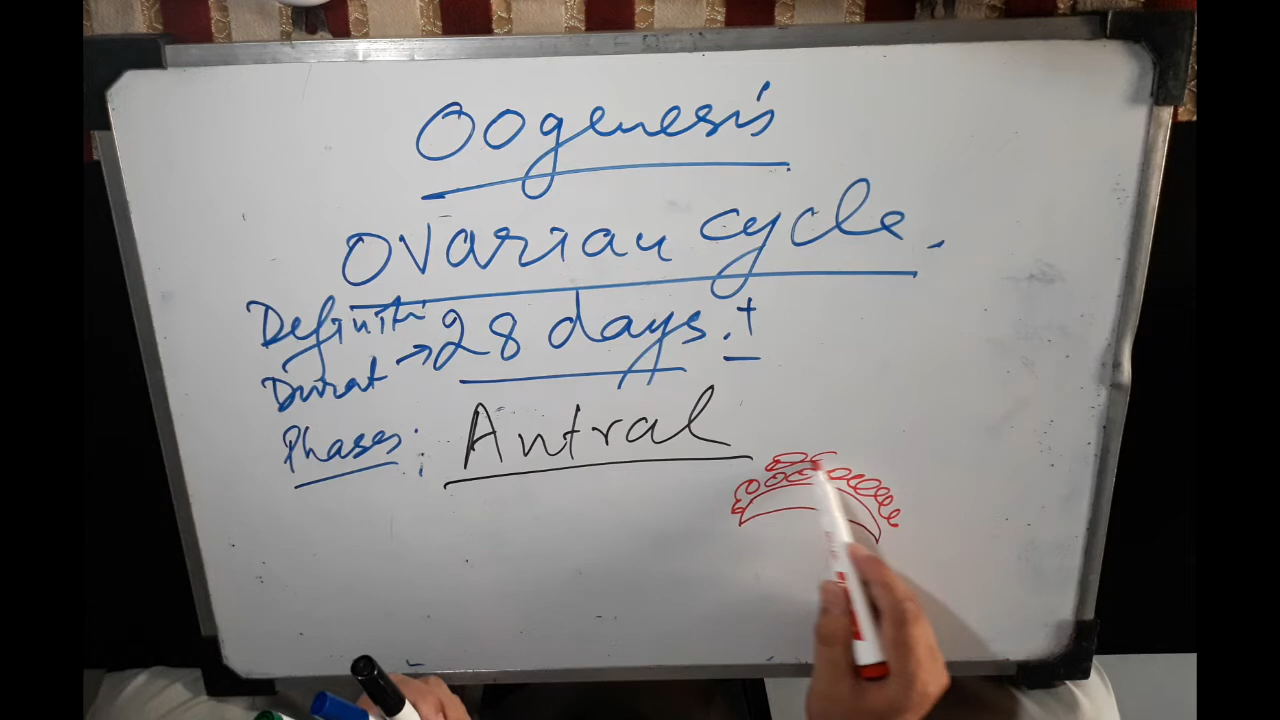 Oogenesis
Ovarian cycle.
Definiti
Durat → 28 days. ±
Phases: Antral